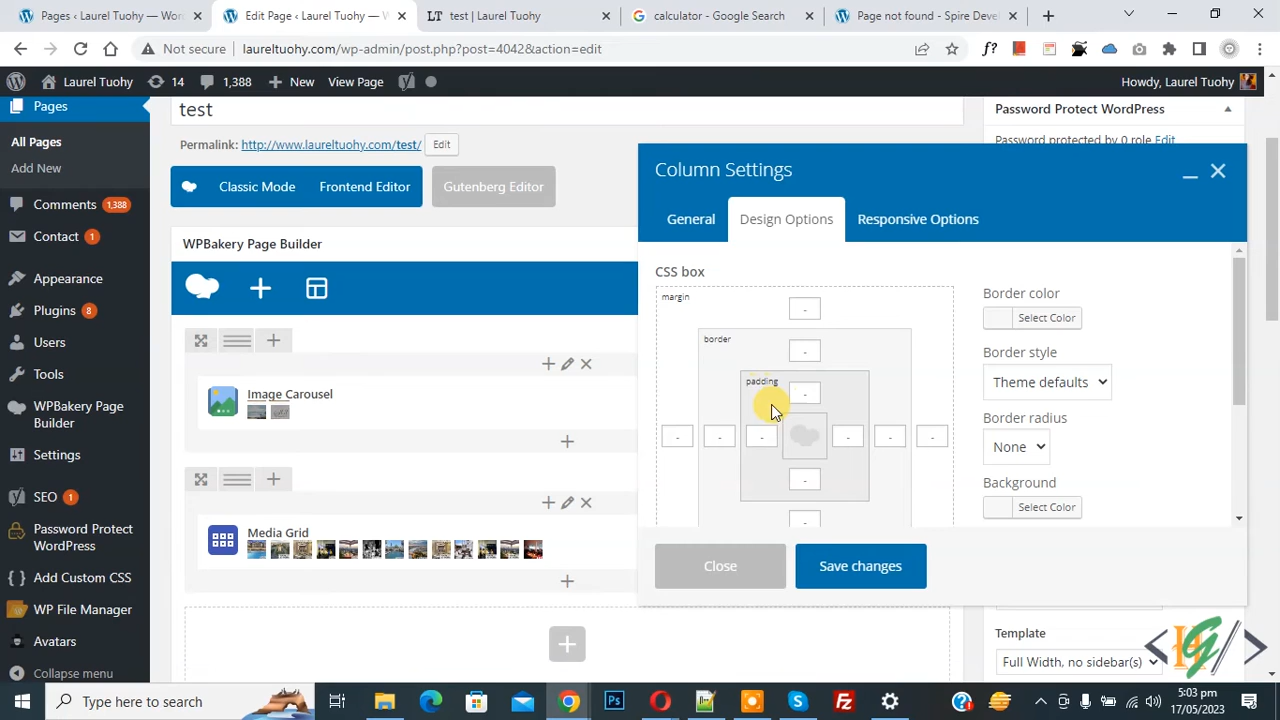 Pages ‹ Laurel Tuohy — Wor
Edit Page ‹ Laurel Tuohy — W
LT test | Laurel Tuohy
calculator - Google Search
Page not found - Spire Deve
Not secure laureltuohy.com/wp-admin/post.php?post=4042&action=edit
Laurel Tuohy 14 1,388 New View Page
Howdy, Laurel Tuohy
Pages
All Pages
Add New
Comments 1,388
Contact 1
Appearance
Plugins 8
Users
Tools
WPBakery Page
Builder
Settings
SEO 1
Password Protect
WordPress
Add Custom CSS
WP File Manager
Avatars
Collapse menu
test
Permalink: http://www.laureltuohy.com/test/ Edit
Classic Mode Frontend Editor Gutenberg Editor
WPBakery Page Builder
Image Carousel
Media Grid
Password Protect WordPress
Password protected by 0 role Edit
Column Settings
General Design Options Responsive Options
CSS box
margin
-
border
-
padding
-
- - - - - -
-
-
Border color
Select Color
Border style
Theme defaults
Border radius
None
Background
Select Color
Close Save changes
Template
Full Width, no sidebar(s)
Type here to search
Ps
5:03 pm
17/05/2023